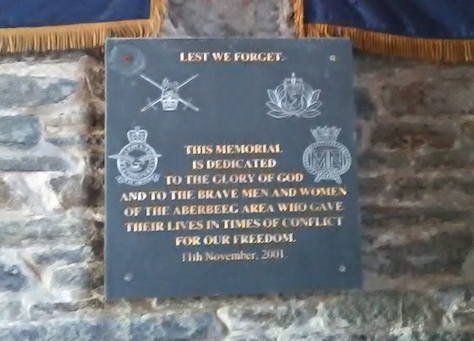 LEST WE FORGET.
MN
THIS MEMORIAL
IS DEDICATED
TO THE GLORY OF GOD
AND TO THE BRAVE MEN AND WOMEN
OF THE ABERBEEG AREA WHO GAVE
THEIR LIVES IN TIMES OF CONFLICT
FOR OUR FREEDOM.
11th November, 2001.